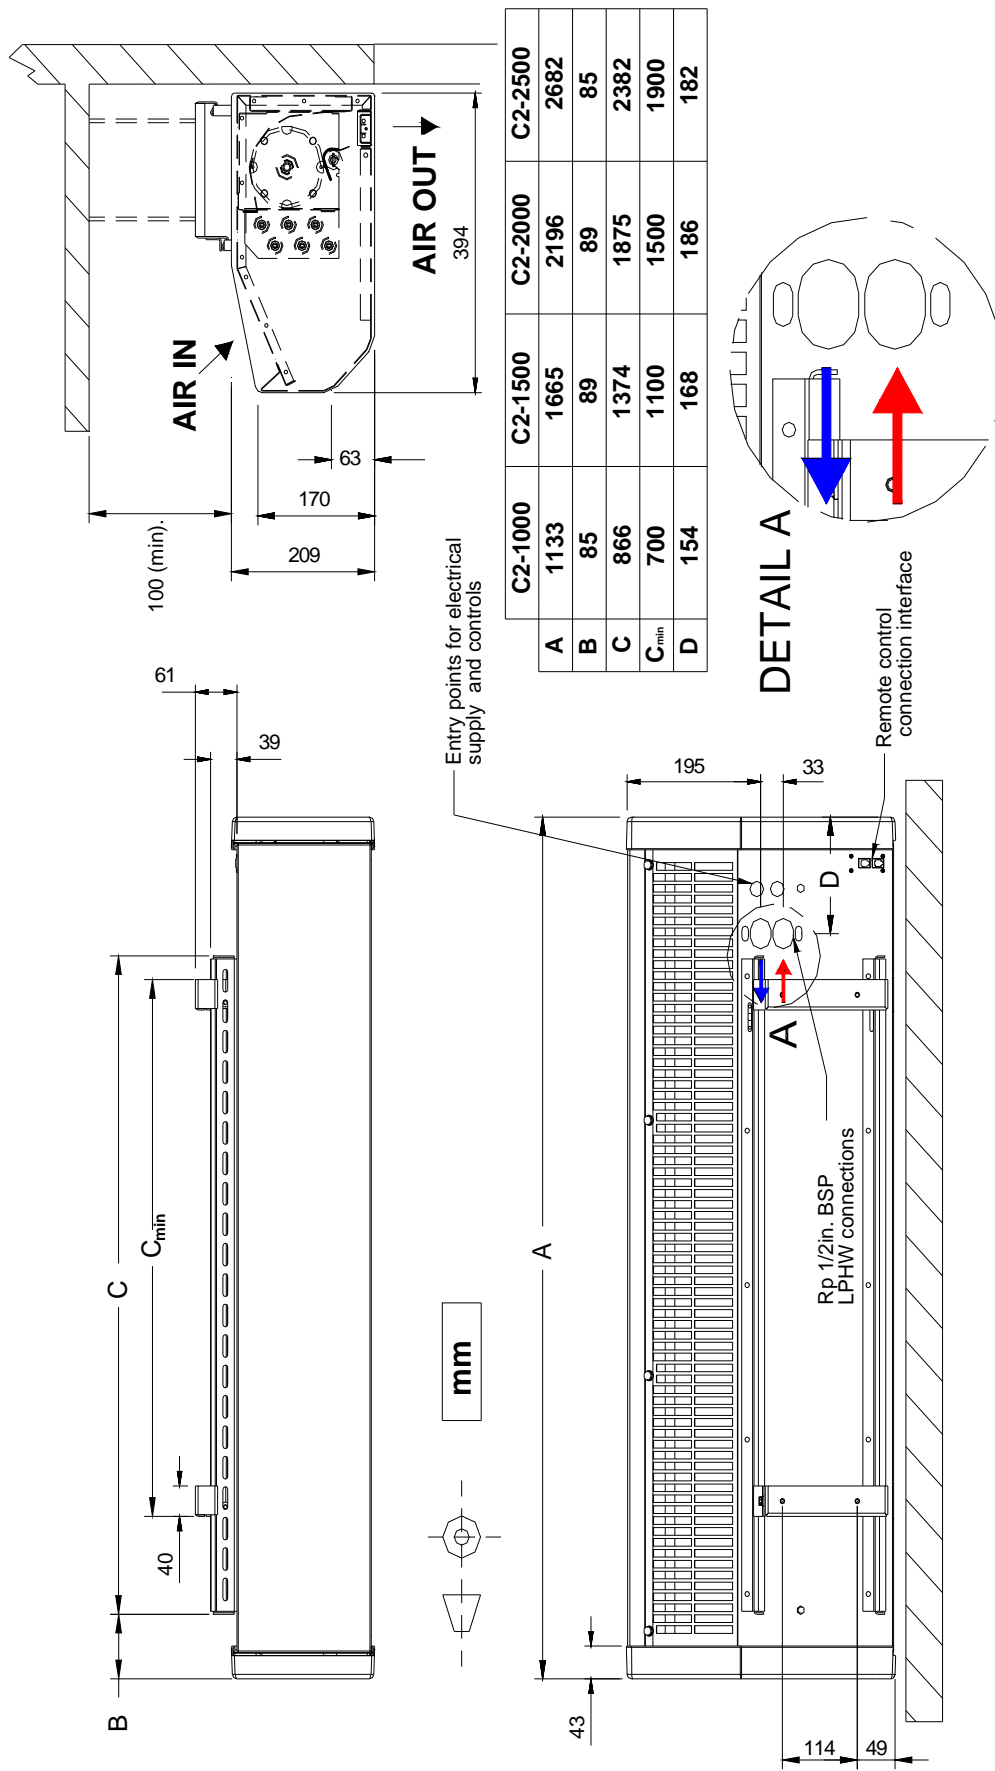 B
C
Cmin
40
61
39
mm
100 (min).
AIR IN
AIR OUT
63
170
209
394
C2-1000 C2-1500 C2-2000 C2-2500
A 1133 1665 2196 2682
B 85 89 89 85
C 866 1374 1875 2382
Cmin 700 1100 1500 1900
D 154 168 186 182
Entry points for electrical
supply and controls
A
43
195
33
D
A
Rp 1/2in. BSP
LPHW connections
114
49
Remote control
connection interface
DETAIL A